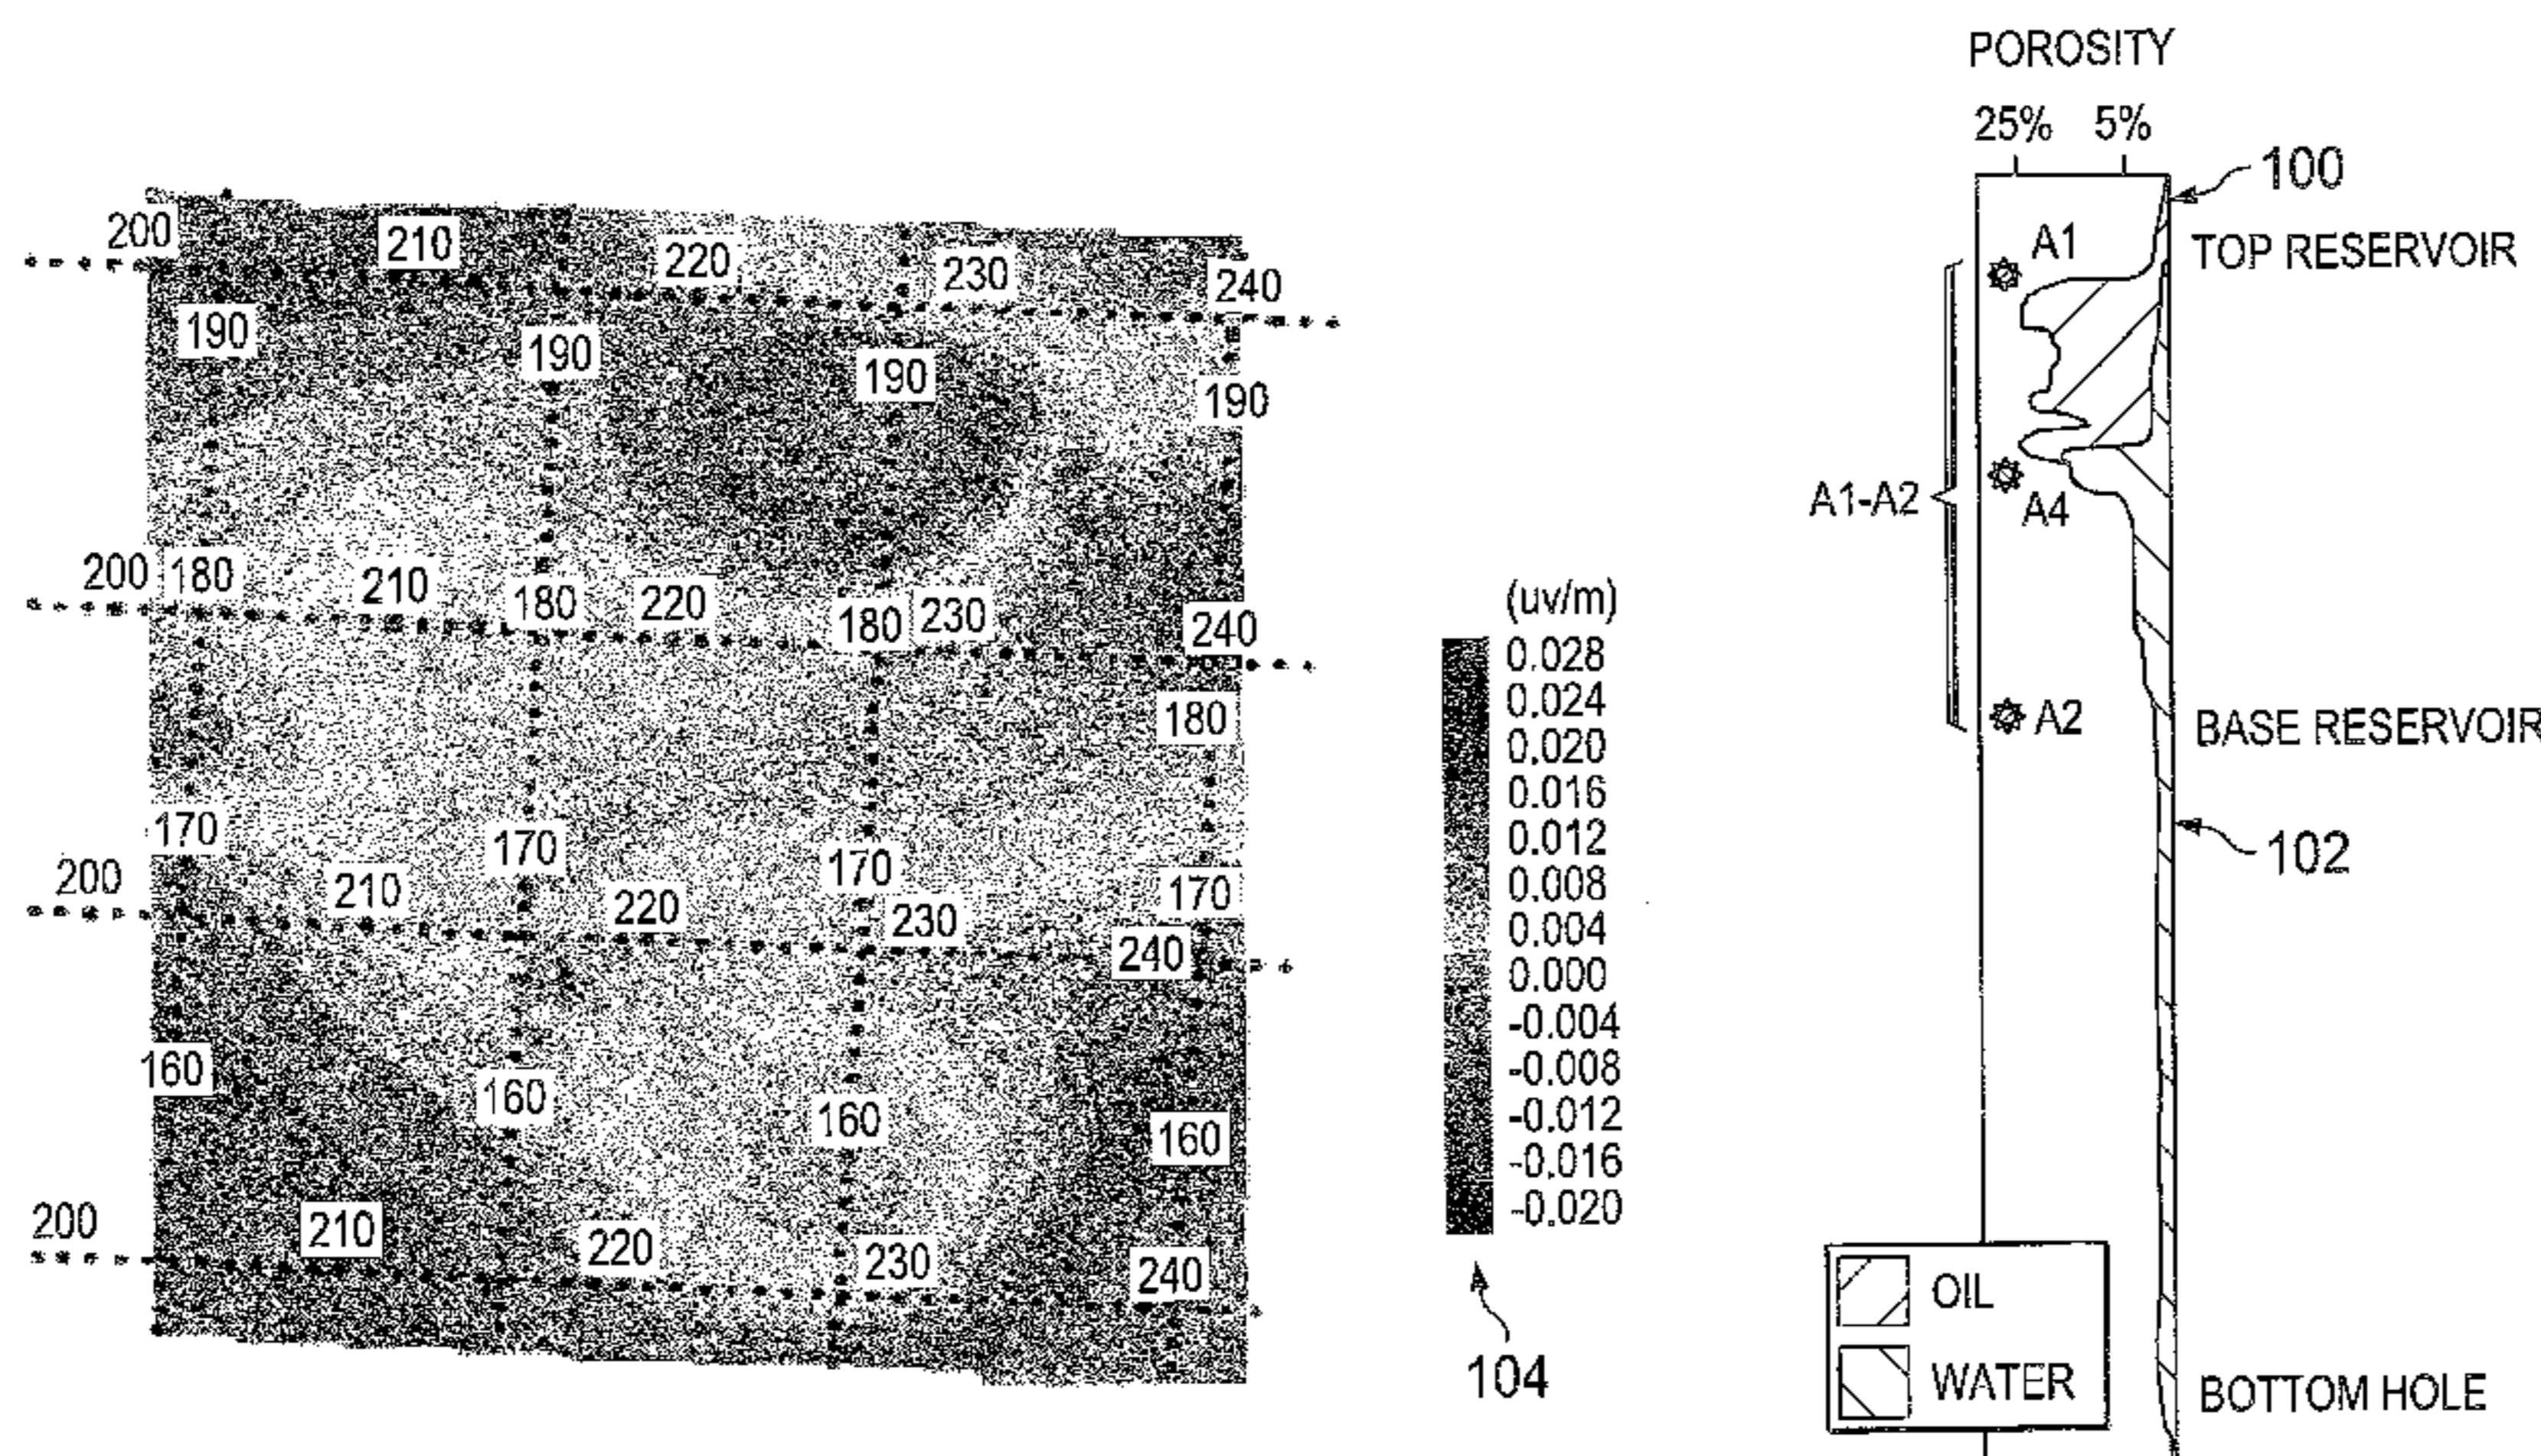 POROSITY
25% 5%
100
TOP RESERVOIR
A1
A1-A2
A4
A2
BASE RESERVOIR
102
BOTTOM HOLE
OIL
WATER
200 210 220 230 240
190 190 190 190
200 180 210 180 220 180 230 240
180
170 170 170 170
200 210 220 230 240
160 160 160 160
200 210 220 230 240
(uv/m)
0.028
0.024
0.020
0.016
0.012
0.008
0.004
0.000
-0.004
-0.008
-0.012
-0.016
-0.020
104